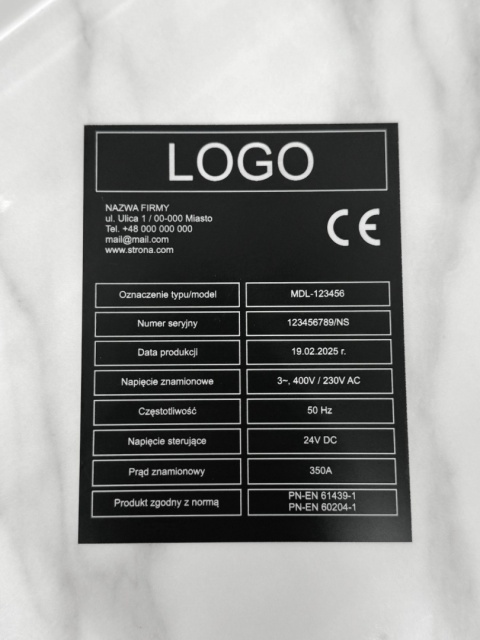 LOGO
NAZWA FIRMY
ul. Ulica 1 / 00-000 Miasto
Tel. +48 000 000 000
mail@mail.com
www.strona.com
CE
Oznaczenie typu/model MDL-123456
Numer seryjny 123456789/NS
Data produkcji 19.02.2025 r.
Napięcie znamionowe 3~, 400V / 230V AC
Częstotliwość 50 Hz
Napięcie sterujące 24V DC
Prąd znamionowy 350A
Produkt zgodny z normą PN-EN 61439-1
PN-EN 60204-1